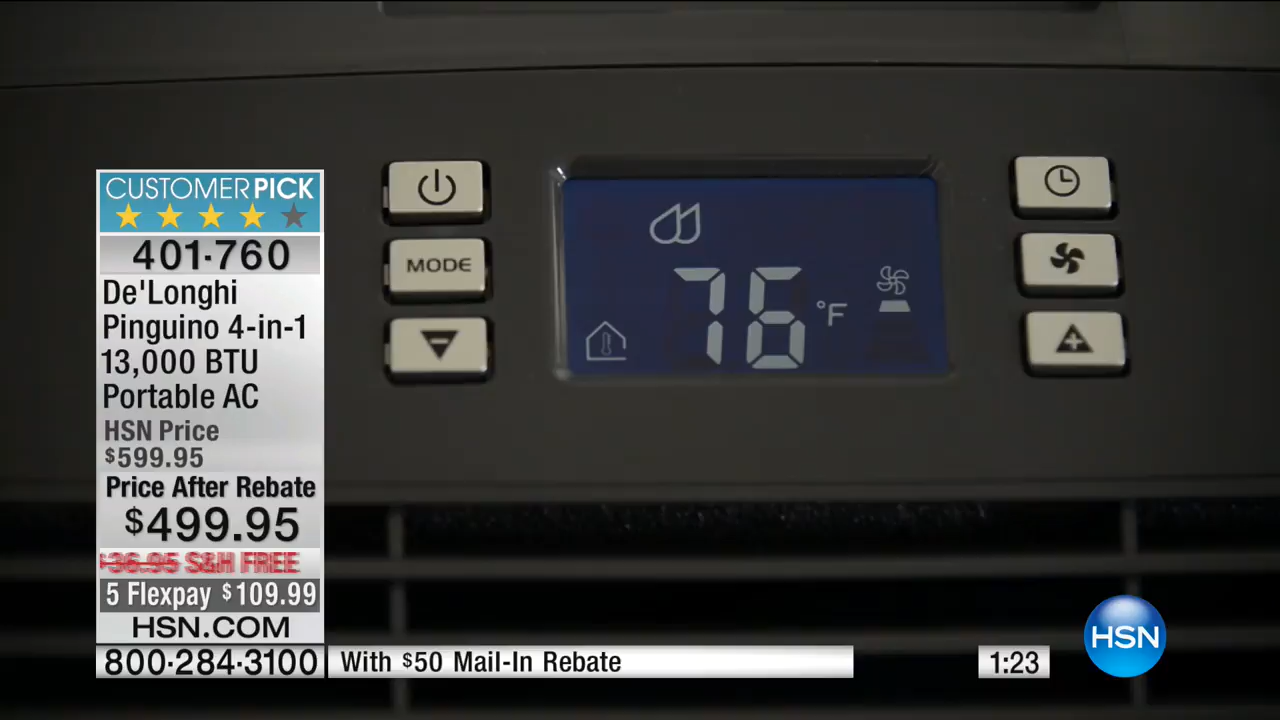 CUSTOMER PICK
401·760
De'Longhi
Pinguino 4-in-1
13,000 BTU
Portable AC
HSN Price
$599.95
Price After Rebate
$499.95
$36.95 S&H FREE
5 Flexpay $109.99
HSN.COM
800·284·3100
With $50 Mail-In Rebate
1:23
HSN
MODE
76 °F